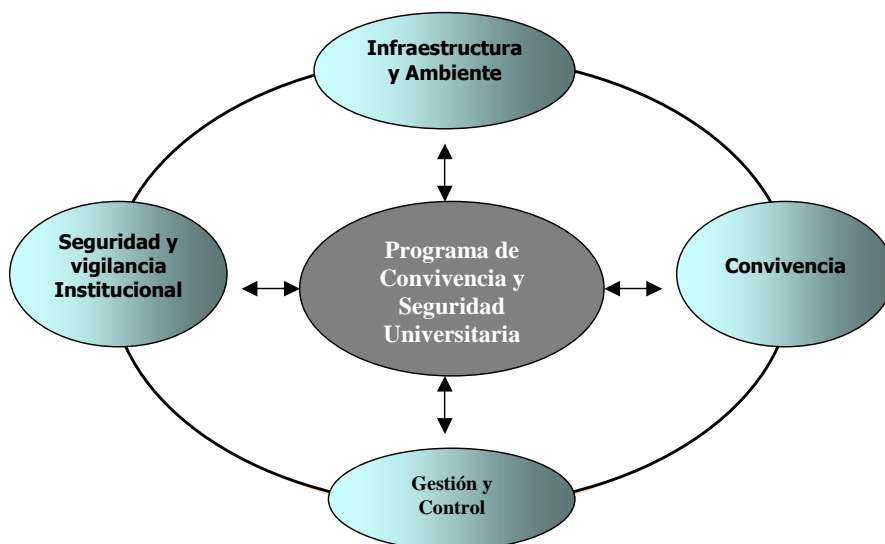 Infraestructura
y Ambiente
Seguridad y
vigilancia
Institucional
Programa de
Convivencia y
Seguridad
Universitaria
Convivencia
Gestión y
Control